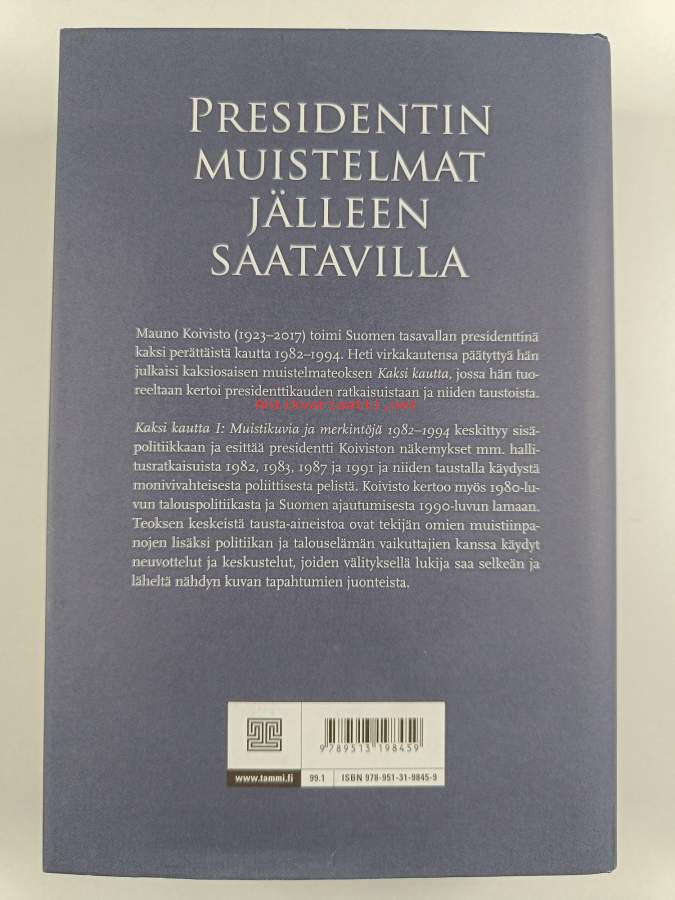 PRESIDENTIN
MUISTELMAT
JÄLLEEN
SAATAVILLA
Mauno Koivisto (1923–2017) toimi Suomen tasavallan presidenttinä
kaksi perättäistä kautta 1982–1994. Heti virkakautensa päätyttyä hän
julkaisi kaksiosaisen muistelmateoksen Kaksi kautta, jossa hän tuo-
reeltaan kertoi presidenttikauden ratkaisuistaan ja niiden taustoista.
Antikvariaatti.net
Kaksi kautta I: Muistikuvia ja merkintöjä 1982–1994 keskittyy sisä-
politiikkaan ja esittää presidentti Koiviston näkemykset mm. halli-
tusratkaisuista 1982, 1983, 1987 ja 1991 ja niiden taustalla käydystä
monivivahteisesta poliittisesta pelistä. Koivisto kertoo myös 1980-lu-
vun talouspolitiikasta ja Suomen ajautumisesta 1990-luvun lamaan.
Teoksen keskeistä tausta-aineistoa ovat tekijän omien muistiinpa-
nojen lisäksi politiikan ja talouselämän vaikuttajien kanssa käydyt
neuvottelut ja keskustelut, joiden välityksellä lukija saa selkeän ja
läheltä nähdyn kuvan tapahtumien juonteista.
9789513198459
www.tammi.fi 99.1 ISBN 978-951-31-9845-9